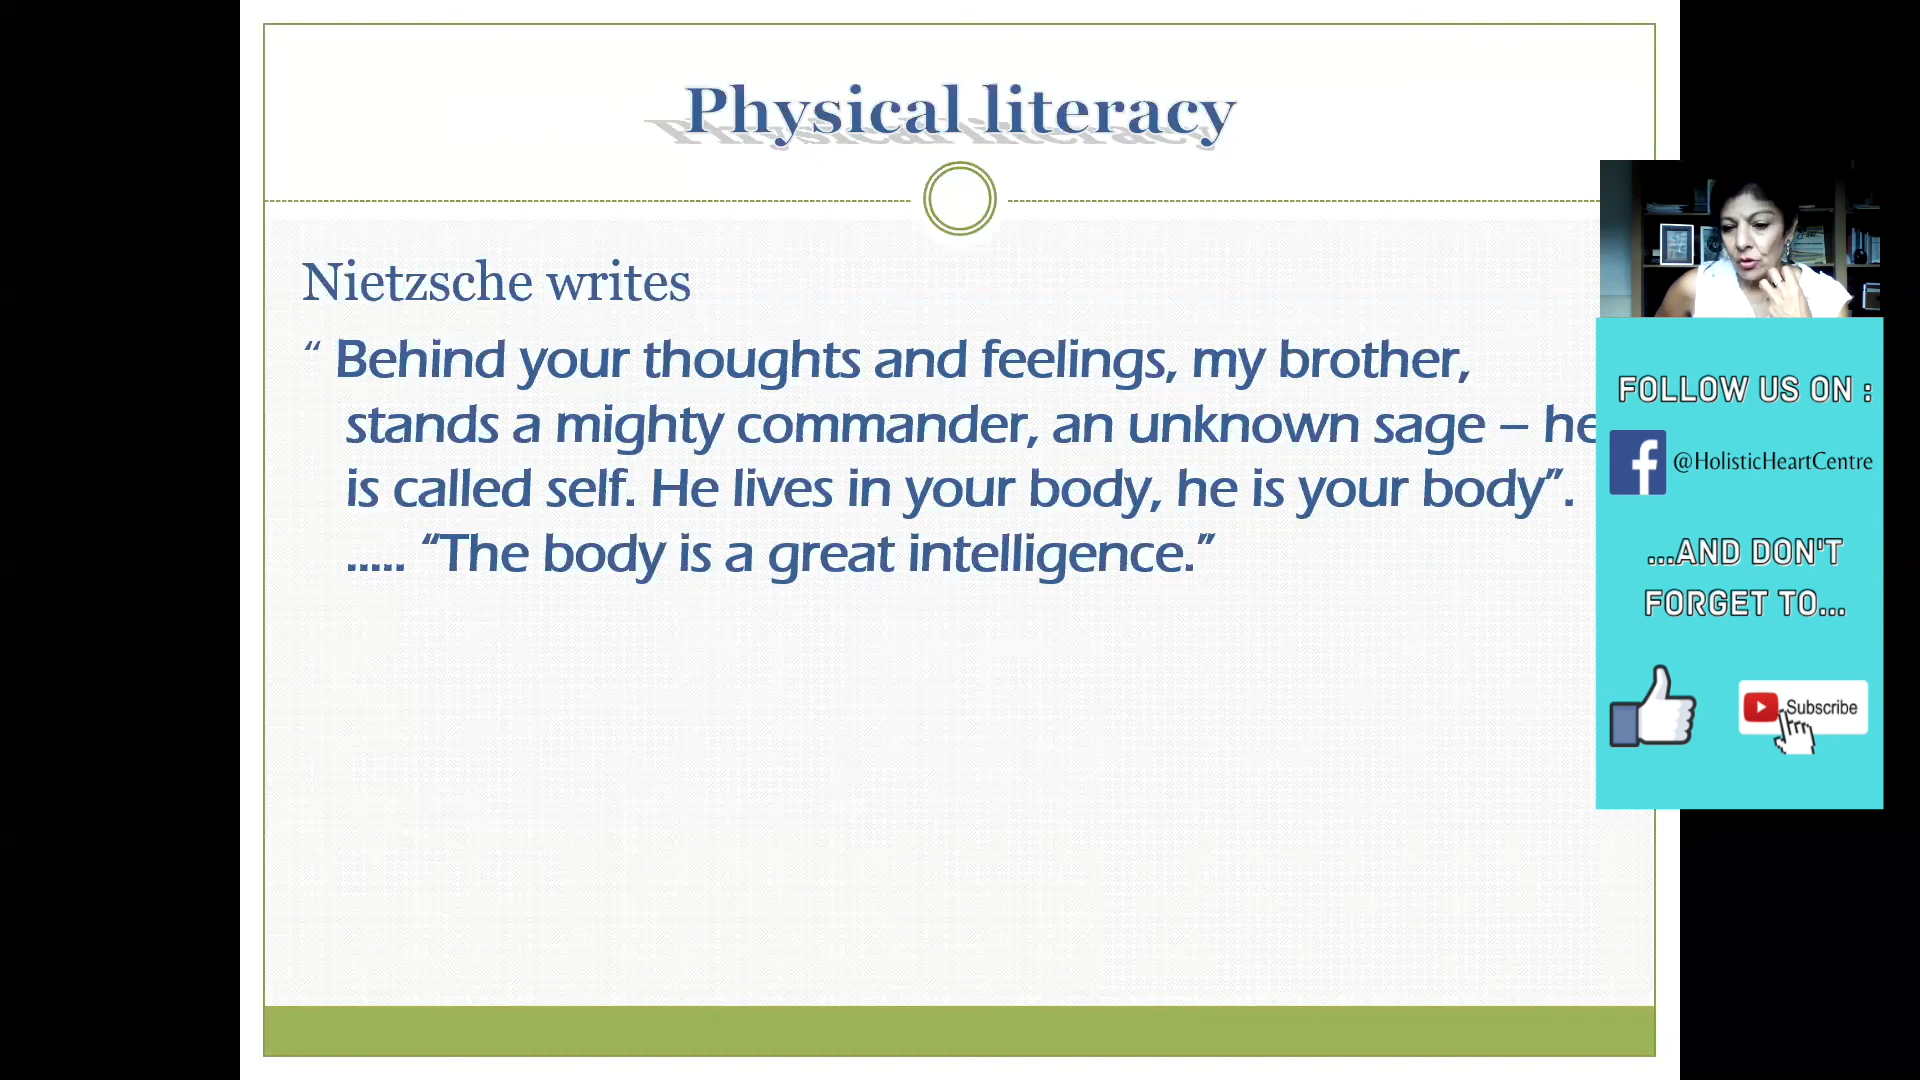 Physical literacy
Nietzsche writes
“ Behind your thoughts and feelings, my brother,
stands a mighty commander, an unknown sage – he
is called self. He lives in your body, he is your body”.
..... “The body is a great intelligence.”
FOLLOW US ON :
@HolisticHeartCentre
...AND DON'T
FORGET TO...
Subscribe